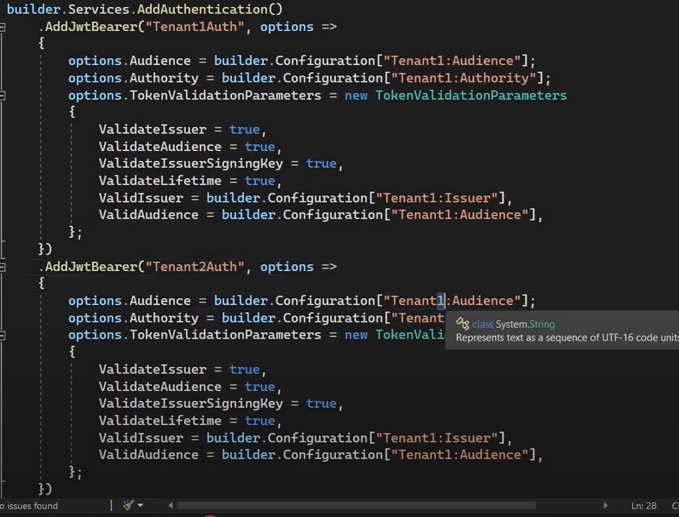 builder.Services.AddAuthentication()
.AddJwtBearer("Tenant1Auth", options =>
{
options.Audience = builder.Configuration["Tenant1:Audience"];
options.Authority = builder.Configuration["Tenant1:Authority"];
options.TokenValidationParameters = new TokenValidationParameters
{
ValidateIssuer = true,
ValidateAudience = true,
ValidateIssuerSigningKey = true,
ValidateLifetime = true,
ValidIssuer = builder.Configuration["Tenant1:Issuer"],
ValidAudience = builder.Configuration["Tenant1:Audience"],
};
})
.AddJwtBearer("Tenant2Auth", options =>
{
options.Audience = builder.Configuration["Tenant1:Audience"];
options.Authority = builder.Configuration["Tenant
class System.String
options.TokenValidationParameters = new TokenVali
Represents text as a sequence of UTF-16 code units
{
ValidateIssuer = true,
ValidateAudience = true,
ValidateIssuerSigningKey = true,
ValidateLifetime = true,
ValidIssuer = builder.Configuration["Tenant1:Issuer"],
ValidAudience = builder.Configuration["Tenant1:Audience"],
};
})
o issues found
Ln: 28